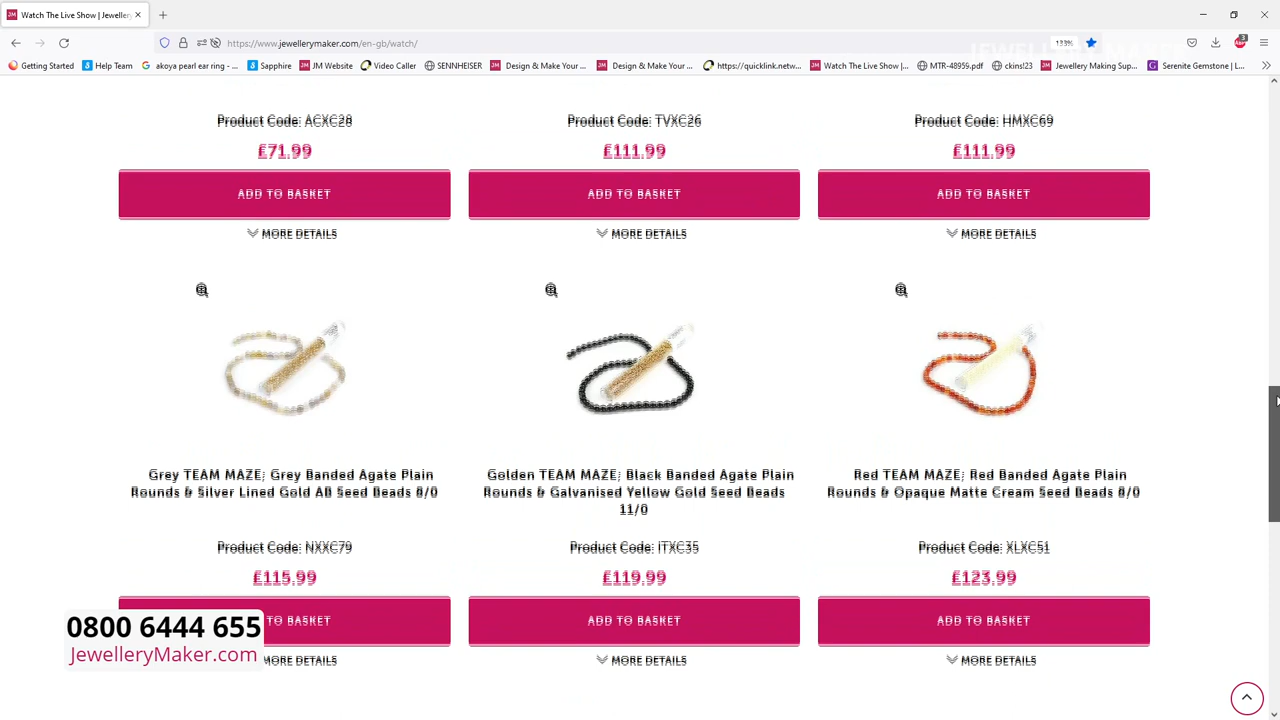 Watch The Live Show | Jeweller
https://www.jewellerymaker.com
gb/watch/
133%
3
Getting Started
Help Team
akoya pearl ear ring - ...
Sapphire
JM Website
Video Caller
SENNHEISER
Design & Make Your ...
Design & Make Your ...
https://quicklink.netw...
Watch The Live Show |...
MTR-48959.pdf
ckins!23
Jewellery Making Sup...
Serenite Gemstone | L...
JEWELLERY MAKER
Product Code: ACXC28
Product Code: TVXC26
Product Code: HMXC69
£71.99
£111.99
£111.99
ADD TO BASKET
ADD TO BASKET
ADD TO BASKET
MORE DETAILS
MORE DETAILS
MORE DETAILS
Grey TEAM MAZE; Grey Banded Agate Plain
Rounds & Silver Lined Gold AB Seed Beads 8/0
Golden TEAM MAZE; Black Banded Agate Plain
Rounds & Galvanised Yellow Gold Seed Beads
11/0
Red TEAM MAZE; Red Banded Agate Plain
Rounds & Opaque Matte Cream Seed Beads 8/0
Product Code: NXXC79
Product Code: ITXC35
Product Code: XLXC51
£115.99
£119.99
£123.99
TO BASKET
ADD TO BASKET
ADD TO BASKET
MORE DETAILS
MORE DETAILS
MORE DETAILS
0800 6444 655
JewelleryMaker.com